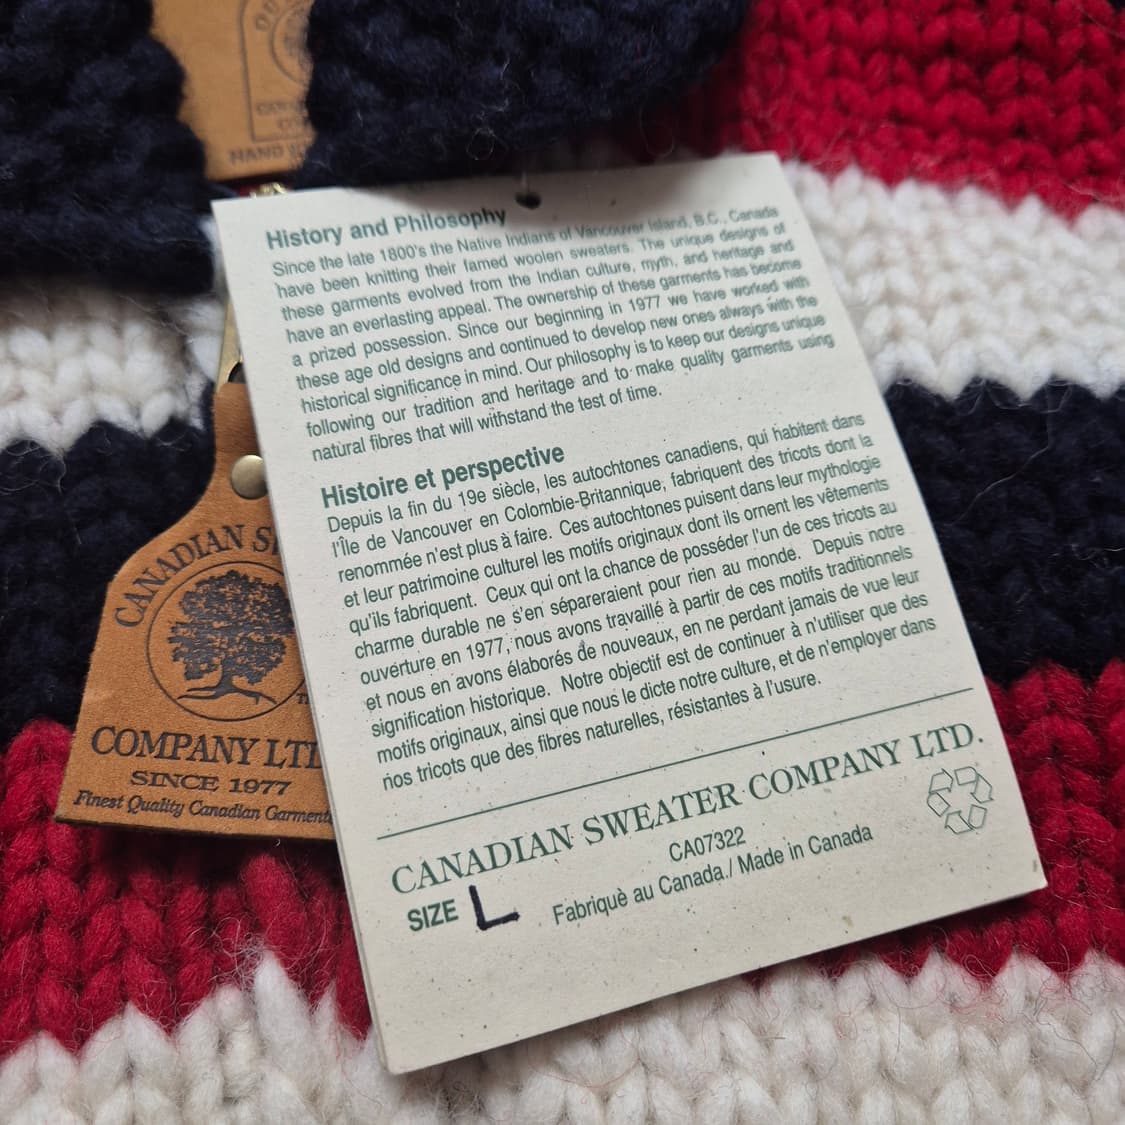 HAND
History and Philosophy
Since the late 1800's the Native Indians of Vancouver Island, B.C., Canada
have been knitting their famed woolen sweaters. The unique designs of
these garments evolved from the Indian culture, myth, and heritage and
have an everlasting appeal. The ownership of these garments has become
a prized possession. Since our beginning in 1977 we have worked with
these age old designs and continued to develop new ones always with the
historical significance in mind. Our philosophy is to keep our designs unique
following our tradition and heritage and to make quality garments using
natural fibres that will withstand the test of time.
Histoire et perspective
Depuis la fin du 19e siècle, les autochtones canadiens, qui habitent dans
l'Île de Vancouver en Colombie-Britannique, fabriquent des tricots dont la
renommée n'est plus à faire. Ces autochtones puisent dans leur mythologie
et leur patrimoine culturel les motifs originaux dont ils ornent les vêtements
qu'ils fabriquent. Ceux qui ont la chance de posséder l'un de ces tricots au
charme durable ne s'en sépareraient pour rien au monde. Depuis notre
ouverture en 1977, nous avons travaillé à partir de ces motifs traditionnels
et nous en avons élaborés de nouveaux, en ne perdant jamais de vue leur
signification historique. Notre objectif est de continuer à n'utiliser que des
motifs originaux, ainsi que nous le dicte notre culture, et de n'employer dans
nos tricots que des fibres naturelles, résistantes à l'usure.
CANADIAN SWEATER COMPANY LTD.
CA07322
SIZE L
Fabriquè au Canada./ Made in Canada
CANADIAN
COMPANY LTD
SINCE 1977
Finest Quality Canadian Garment